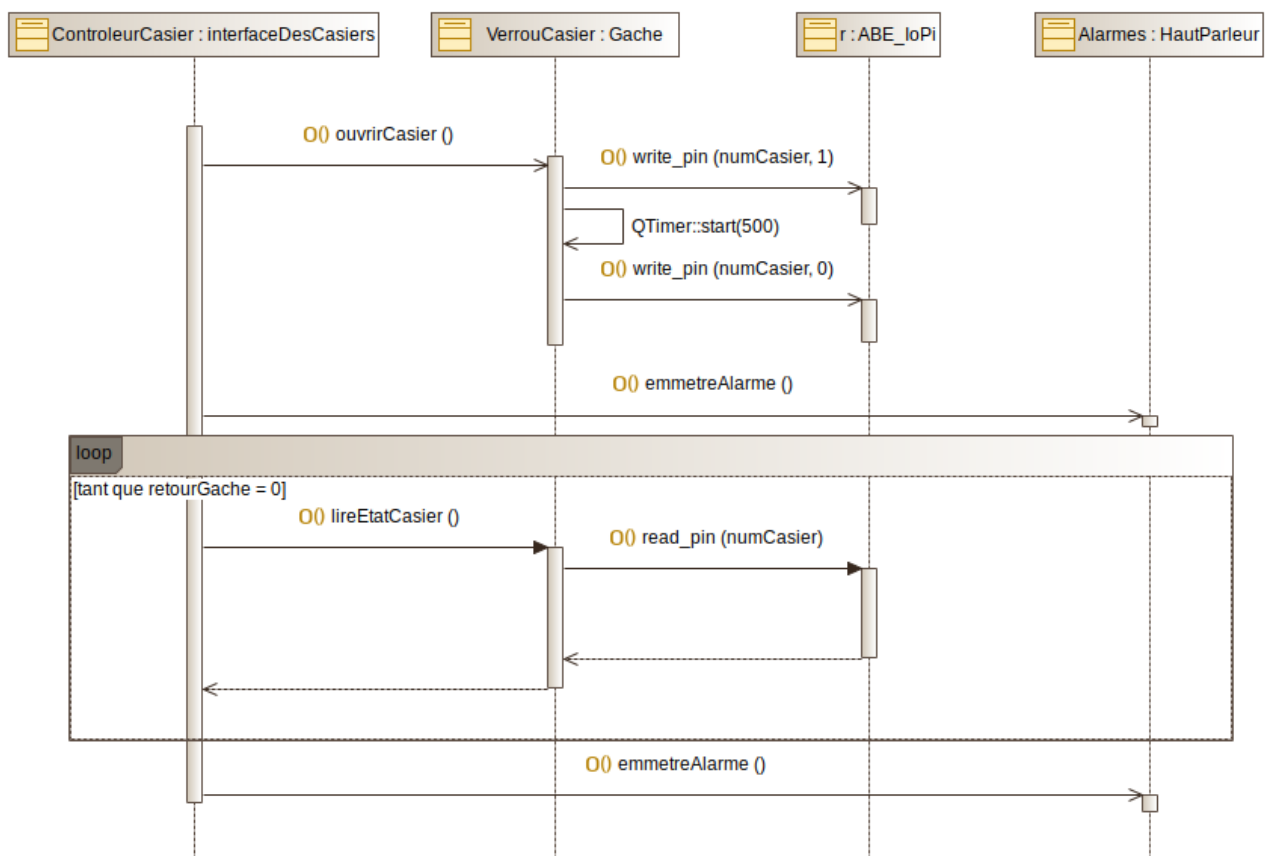 ControleurCasier : interfaceDesCasiers
VerrouCasier : Gache
r : ABE_IoPi
Alarmes : HautParleur
O() ouvrirCasier ()
O() write_pin (numCasier, 1)
QTimer::start(500)
O() write_pin (numCasier, 0)
O() emmetreAlarme ()
loop
[tant que retourGache = 0]
O() lireEtatCasier ()
O() read_pin (numCasier)
O() emmetreAlarme ()